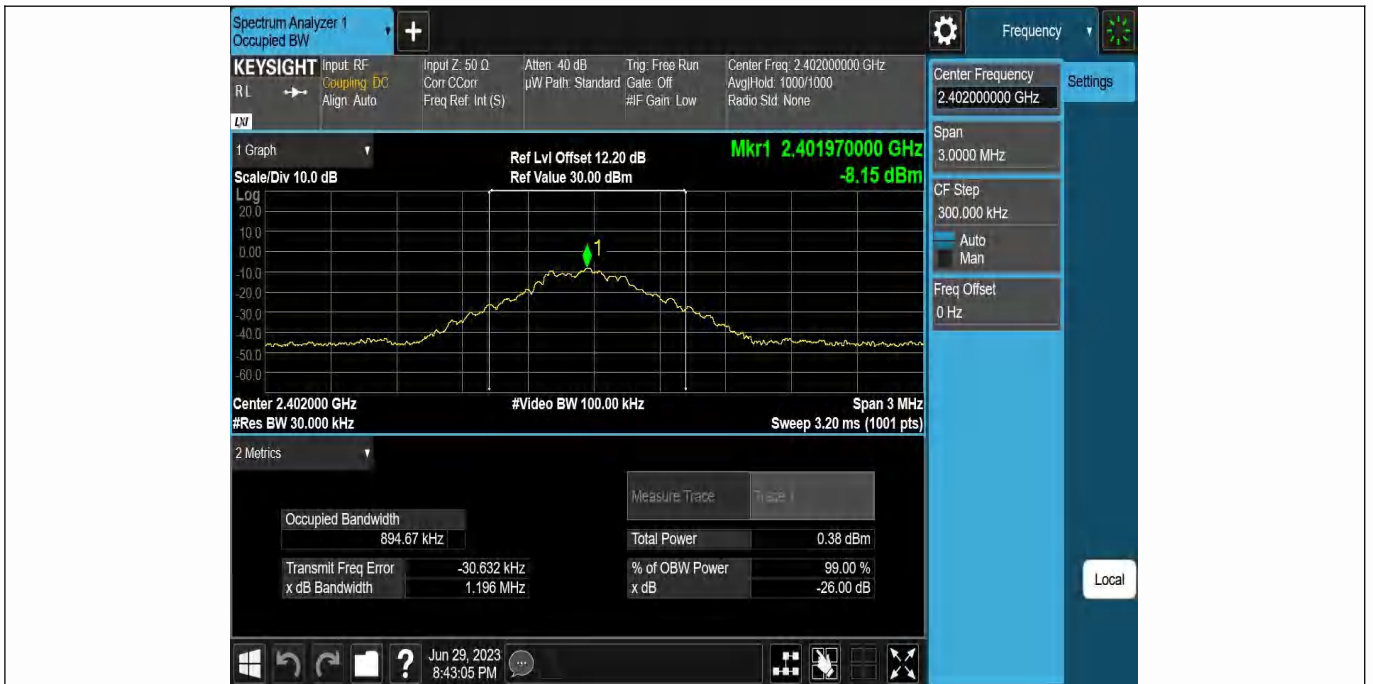 Spectrum Analyzer 1
Occupied BW
+
Frequency
KEYSIGHT
RL
LXI
Input: RF
Coupling: DC
Align: Auto
Input Z: 50 Ω
Corr CCorr
Freq Ref: Int (S)
Atten: 40 dB
µW Path: Standard
Trig: Free Run
Gate: Off
#IF Gain: Low
Center Freq: 2.402000000 GHz
Avg|Hold: 1000/1000
Radio Std: None
Center Frequency
2.402000000 GHz
Settings
Span
3.0000 MHz
CF Step
300.000 kHz
Auto
Man
Freq Offset
0 Hz
Local
1 Graph
Scale/Div 10.0 dB
Ref Lvl Offset 12.20 dB
Ref Value 30.00 dBm
Mkr1 2.401970000 GHz
-8.15 dBm
Log
20.0
10.0
0.00
-10.0
-20.0
-30.0
-40.0
-50.0
-60.0
1
Center 2.402000 GHz
#Res BW 30.000 kHz
#Video BW 100.00 kHz
Span 3 MHz
Sweep 3.20 ms (1001 pts)
2 Metrics
Measure Trace Trace 1
Occupied Bandwidth
894.67 kHz
Total Power 0.38 dBm
Transmit Freq Error -30.632 kHz
% of OBW Power 99.00 %
x dB Bandwidth 1.196 MHz
x dB -26.00 dB
?
Jun 29, 2023
8:43:05 PM